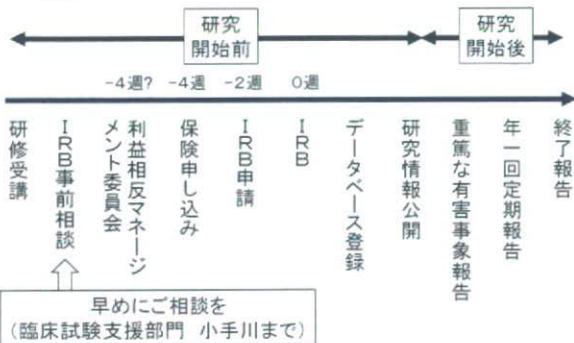 研究
開始前
研究
開始後
-4週?
-4週
-2週
0週
研修受講
IRB事前相談
利益相反マネージ
メント委員会
保険申し込み
IRB申請
IRB
データベース登録
研究情報公開
重篤な有害事象報告
年一回定期報告
終了報告
早めにご相談を
(臨床試験支援部門 小手川まで)